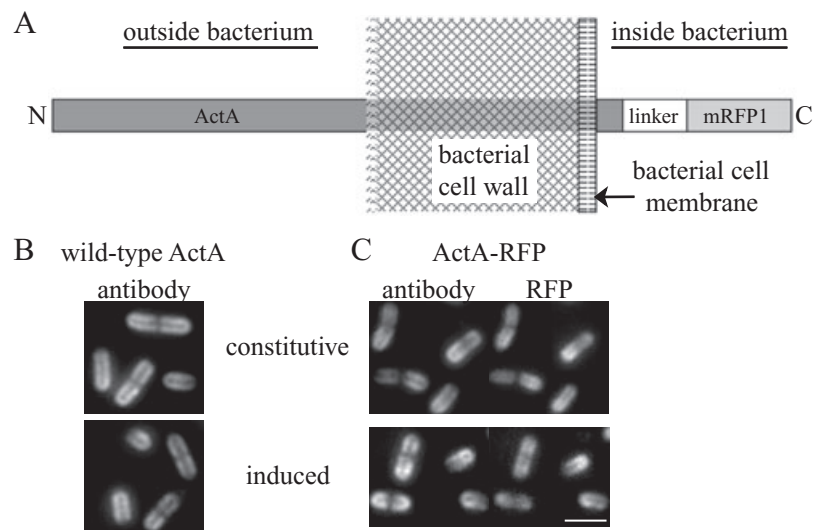 A
outside bacterium
inside bacterium
N
ActA
linker
mRFP1
C
bacterial
cell wall
bacterial cell
membrane
B
wild-type ActA
antibody
C
ActA-RFP
antibody
RFP
constitutive
induced